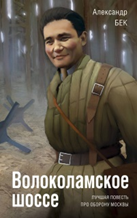 Александр
БЕК
Волоколамское
шоссе
ЛУЧШАЯ ПОВЕСТЬ
ПРО ОБОРОНУ МОСКВЫ